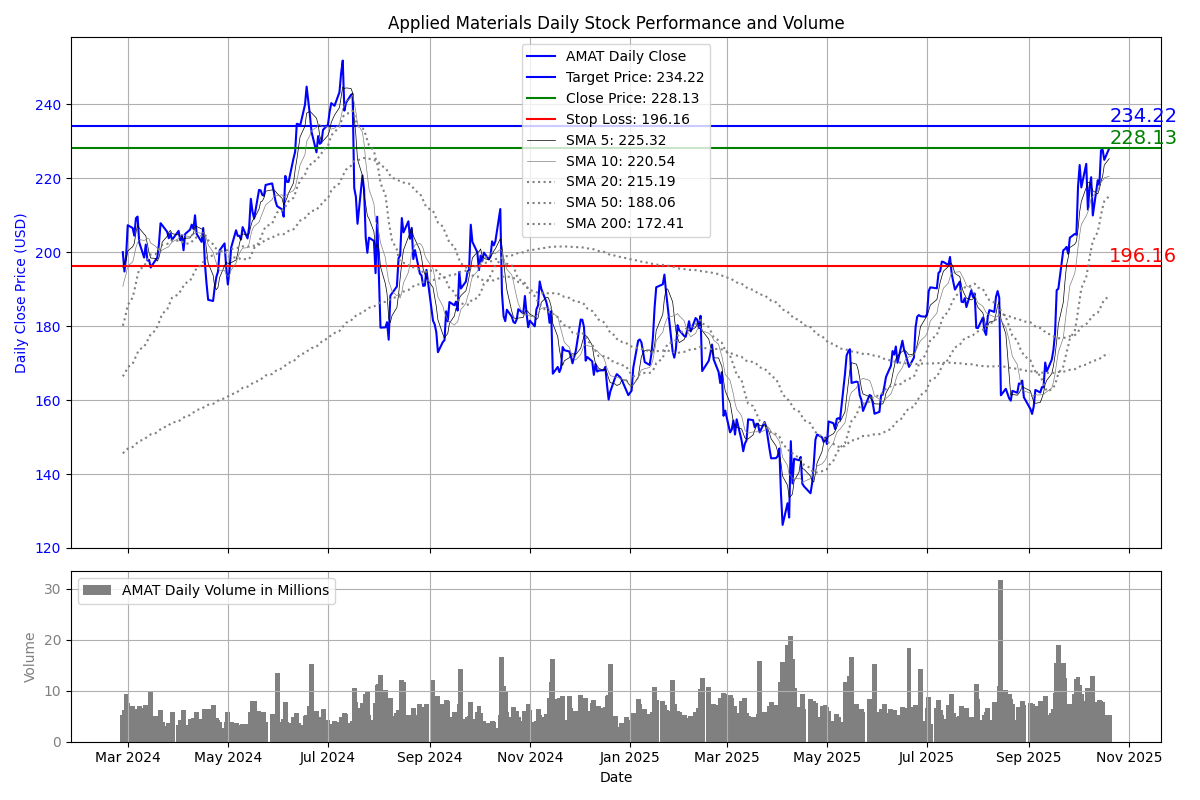 Applied Materials Daily Stock Performance and Volume
AMAT Daily Close
Target Price: 234.22
Close Price: 228.13
Stop Loss: 196.16
SMA 5: 225.32
SMA 10: 220.54
SMA 20: 215.19
SMA 50: 188.06
SMA 200: 172.41
234.22
228.13
196.16
Daily Close Price (USD)
240
220
200
180
160
140
120
AMAT Daily Volume in Millions
Volume
30
20
10
0
Mar 2024 May 2024 Jul 2024 Sep 2024 Nov 2024 Jan 2025 Mar 2025 May 2025 Jul 2025 Sep 2025 Nov 2025
Date